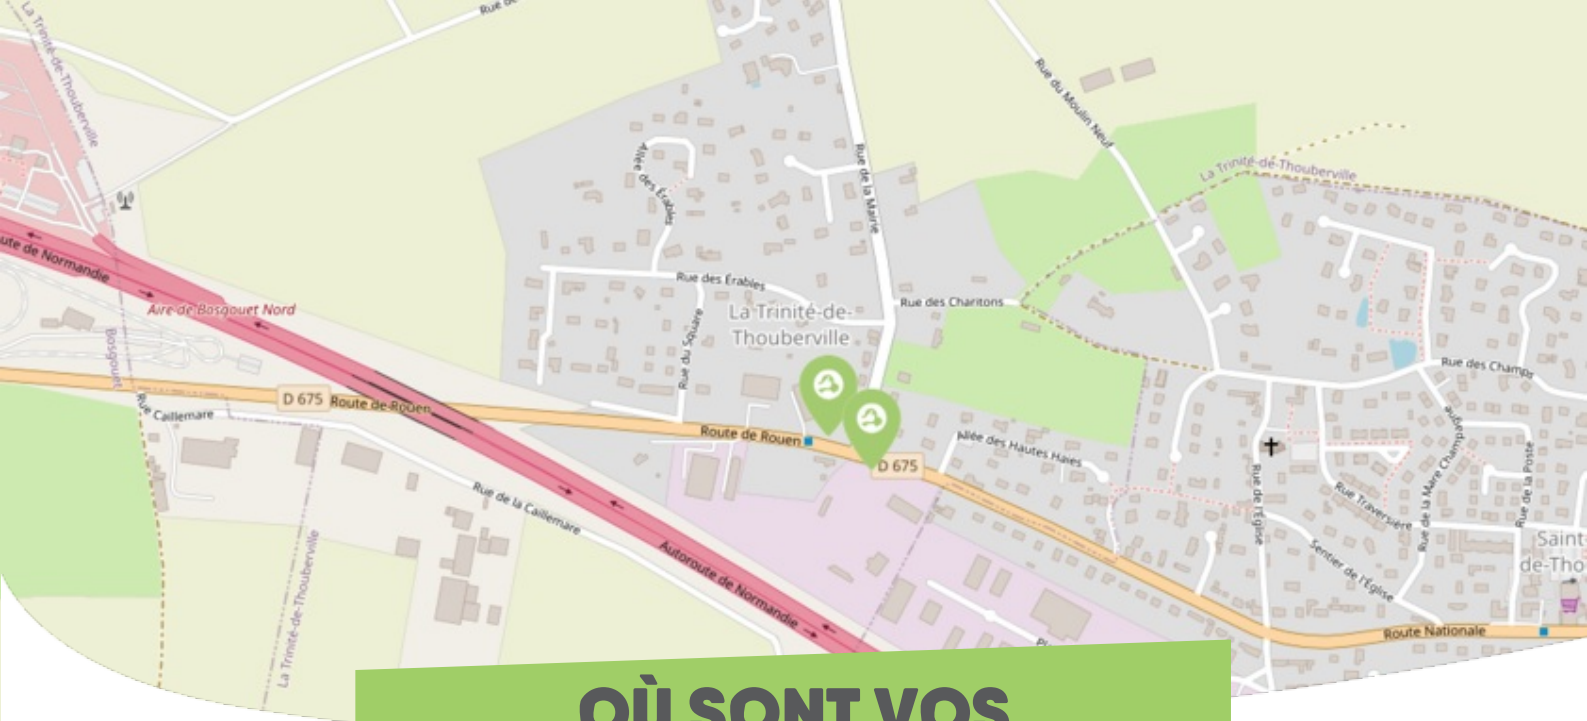 La Trinité-de-Thouberville
Rue du Moulin Neuf
Rue de la Mairie
Allée des Érables
La Trinité-de-Thouberville
Rue des Érables
Rue des Charitons
Aire de Bosgouet Nord
La Trinité-de-
Thouberville
Rue du Square
Bosgouet
Rue des Champs
D 675
Route de Rouen
Rue Caillemare
Route de Rouen
D 675
Allée des Hautes Haies
Rue de l'Église
Rue de la Mare Champagne
Rue de la Poste
Rue Traversière
Rue de la Caillemare
Sentier de l'Église
Saint-
de-Tho
Autoroute de Normandie
La Trinité-de-Thouberville
Route Nationale
OÙ SONT VOS